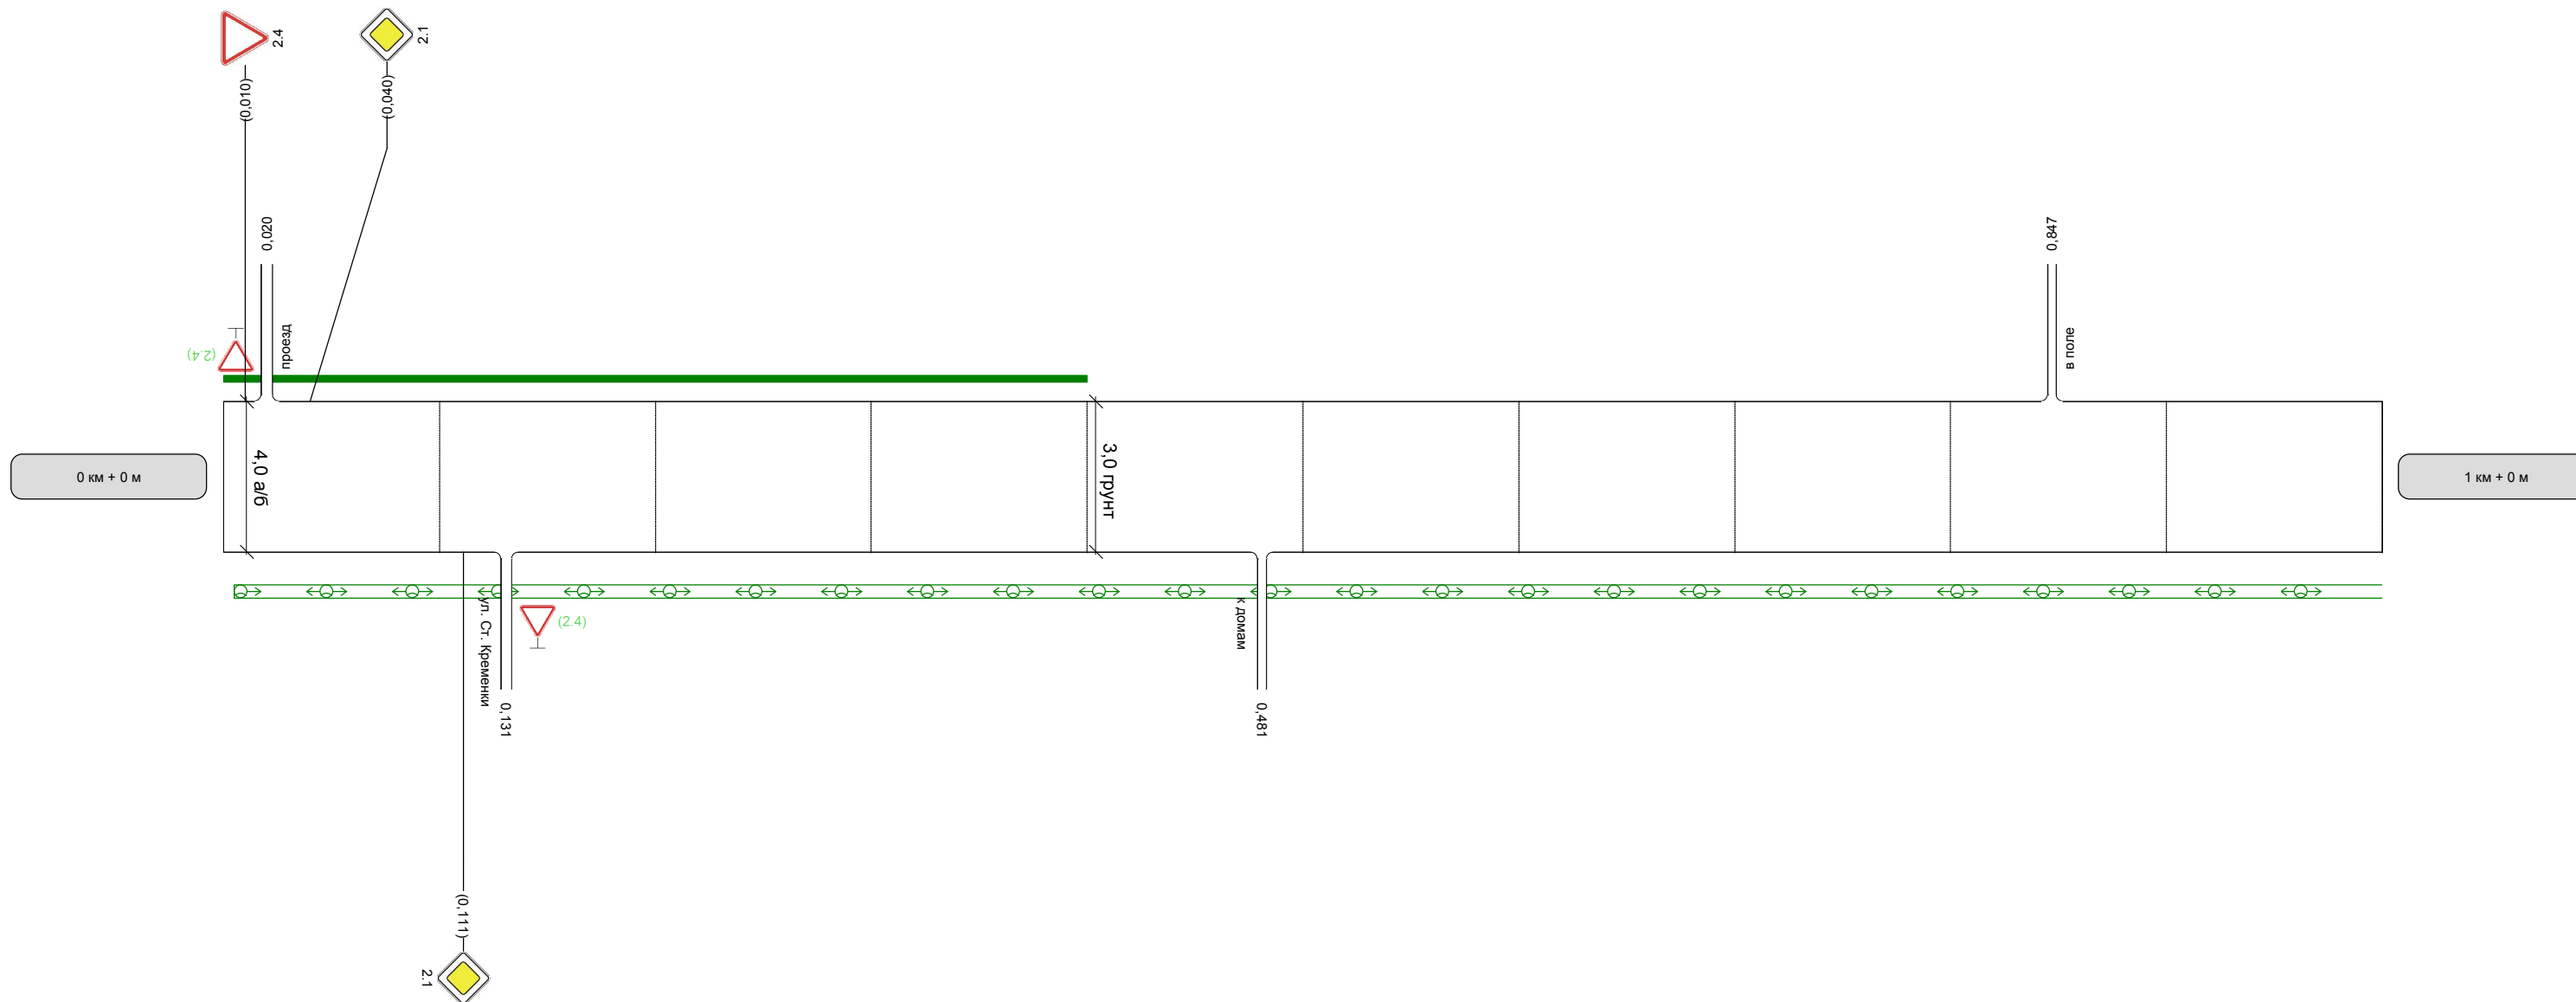 2.4
2.1
(0,010)
(0,040)
0,020
0,847
проезд
в поле
(2.4)
4,0 а/б
3,0 грунт
0 км + 0 м
1 км + 0 м
ул. Ст. Кременки
(2.4)
к домам
0,131
0,481
(0,111)
2.1